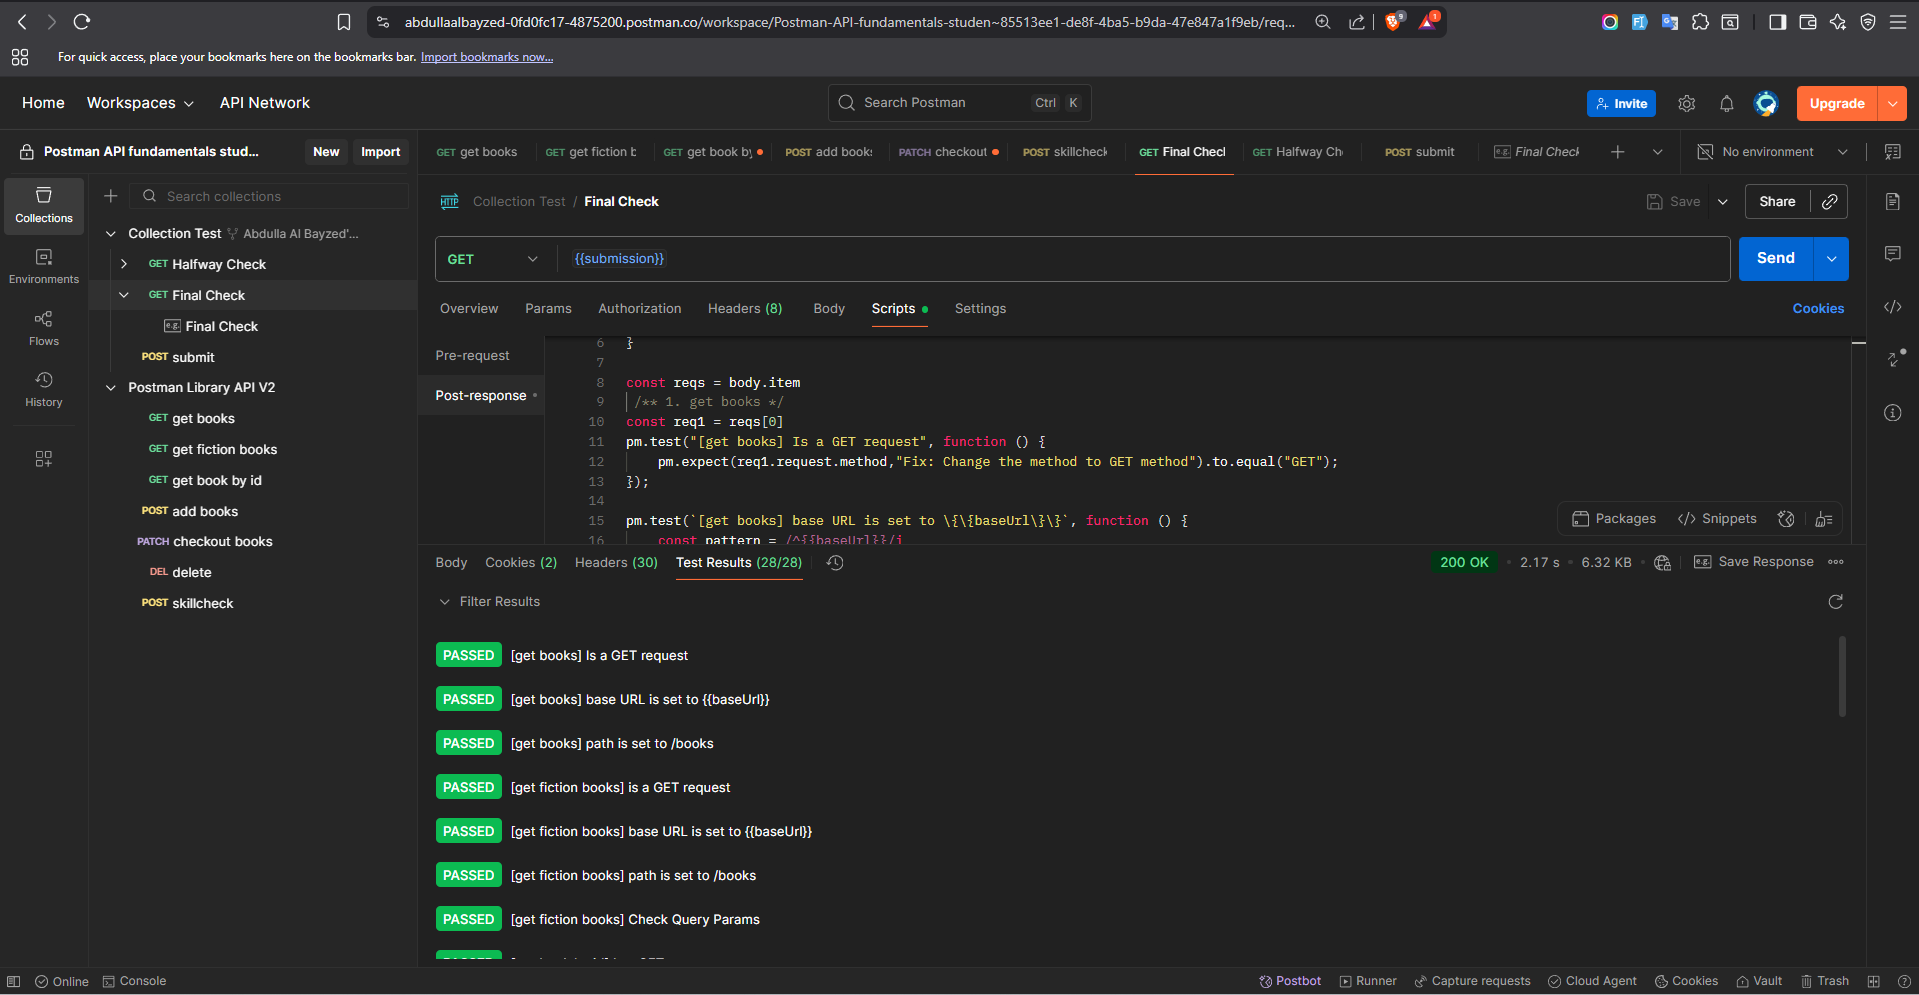 abdullaalbayzed-0fd0fc17-4875200.postman.co/workspace/Postman-API-fundamentals-studen~85513ee1-de8f-4ba5-b9da-47e847a1f9eb/req...
9
1
For quick access, place your bookmarks here on the bookmarks bar. Import bookmarks now...
Home Workspaces API Network
Search Postman Ctrl K
Invite
Upgrade
Postman API fundamentals stud...
New Import
GET get books
GET get fiction b
GET get book by
POST add books
PATCH checkout
POST skillcheck
GET Final Check
GET Halfway Ch
POST submit
e.g. Final Check
No environment
Collections
Environments
Flows
History
Search collections
Collection Test Abdulla Al Bayzed'...
GET Halfway Check
GET Final Check
e.g. Final Check
POST submit
Postman Library API V2
GET get books
GET get fiction books
GET get book by id
POST add books
PATCH checkout books
DEL delete
POST skillcheck
HTTP Collection Test / Final Check
Save
Share
GET {{submission}}
Send
Overview Params Authorization Headers (8) Body Scripts Settings
Cookies
Pre-request
Post-response
6 }
7
8 const reqs = body.item
9 /** 1. get books */
10 const req1 = reqs[0]
11 pm.test("[get books] Is a GET request", function () {
12 pm.expect(req1.request.method,"Fix: Change the method to GET method").to.equal("GET");
13 });
14
15 pm.test(`[get books] base URL is set to \{\{baseUrl\}\}`, function () {
16 const pattern = /^{{baseUrl}}/i
Packages </> Snippets
Body Cookies (2) Headers (30) Test Results (28/28)
200 OK 2.17 s 6.32 KB
e.g. Save Response
Filter Results
PASSED [get books] Is a GET request
PASSED [get books] base URL is set to {{baseUrl}}
PASSED [get books] path is set to /books
PASSED [get fiction books] is a GET request
PASSED [get fiction books] base URL is set to {{baseUrl}}
PASSED [get fiction books] path is set to /books
PASSED [get fiction books] Check Query Params
Online Console
Postbot Runner Capture requests Cloud Agent Cookies Vault Trash